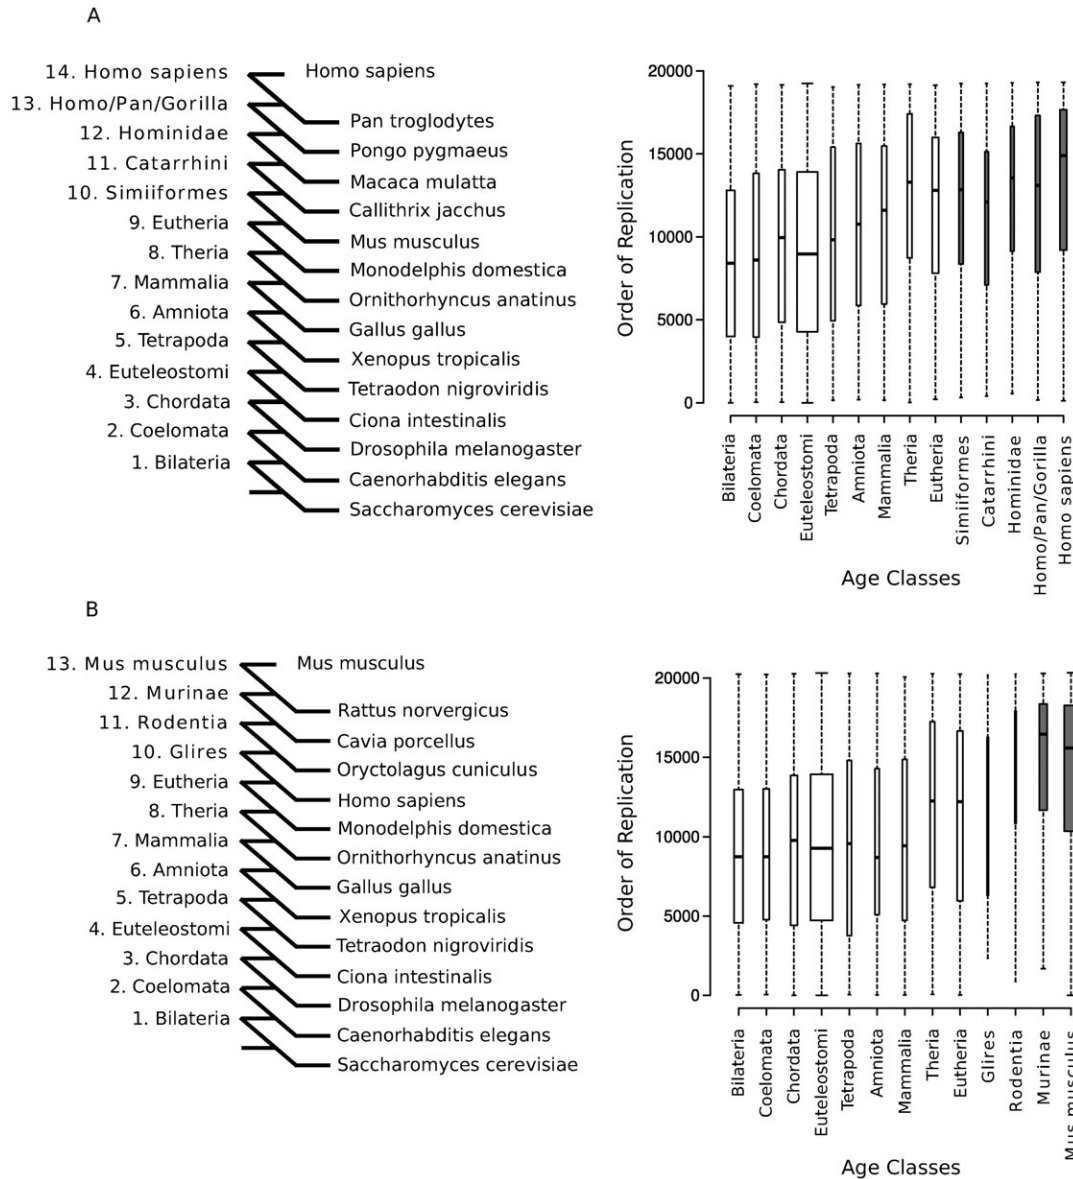 A
14. Homo sapiens
13. Homo/Pan/Gorilla
12. Hominidae
11. Catarrhini
10. Simiiformes
9. Eutheria
8. Theria
7. Mammalia
6. Amniota
5. Tetrapoda
4. Euteleostomi
3. Chordata
2. Coelomata
1. Bilateria
Homo sapiens
Pan troglodytes
Pongo pygmaeus
Macaca mulatta
Callithrix jacchus
Mus musculus
Monodelphis domestica
Ornithorhyncus anatinus
Gallus gallus
Xenopus tropicalis
Tetraodon nigroviridis
Ciona intestinalis
Drosophila melanogaster
Caenorhabditis elegans
Saccharomyces cerevisiae
Order of Replication
20000
15000
10000
5000
0
Bilateria
Coelomata
Chordata
Euteleostomi
Tetrapoda
Amniota
Mammalia
Theria
Eutheria
Simiiformes
Catarrhini
Hominidae
Homo/Pan/Gorilla
Homo sapiens
Age Classes
B
13. Mus musculus
12. Murinae
11. Rodentia
10. Glires
9. Eutheria
8. Theria
7. Mammalia
6. Amniota
5. Tetrapoda
4. Euteleostomi
3. Chordata
2. Coelomata
1. Bilateria
Mus musculus
Rattus norvergicus
Cavia porcellus
Oryctolagus cuniculus
Homo sapiens
Monodelphis domestica
Ornithorhyncus anatinus
Gallus gallus
Xenopus tropicalis
Tetraodon nigroviridis
Ciona intestinalis
Drosophila melanogaster
Caenorhabditis elegans
Saccharomyces cerevisiae
Order of Replication
20000
15000
10000
5000
0
Bilateria
Coelomata
Chordata
Euteleostomi
Tetrapoda
Amniota
Mammalia
Theria
Eutheria
Glires
Rodentia
Murinae
Mus musculus
Age Classes